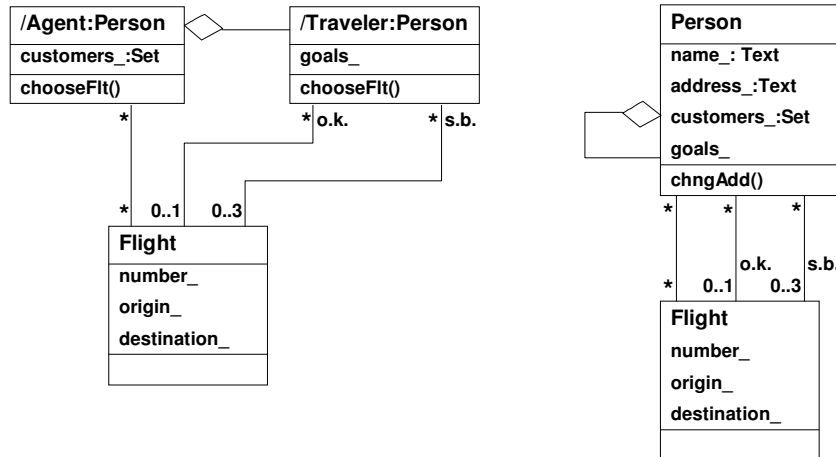 /Agent:Person
customers_:Set
chooseFlt()
/Traveler:Person
goals_
chooseFlt()
* * o.k. * s.b.
* 0..1 0..3
Flight
number_
origin_
destination_
Person
name_: Text
address_:Text
customers_:Set
goals_
chngAdd()
* * *
o.k. s.b.
* 0..1 0..3
Flight
number_
origin_
destination_